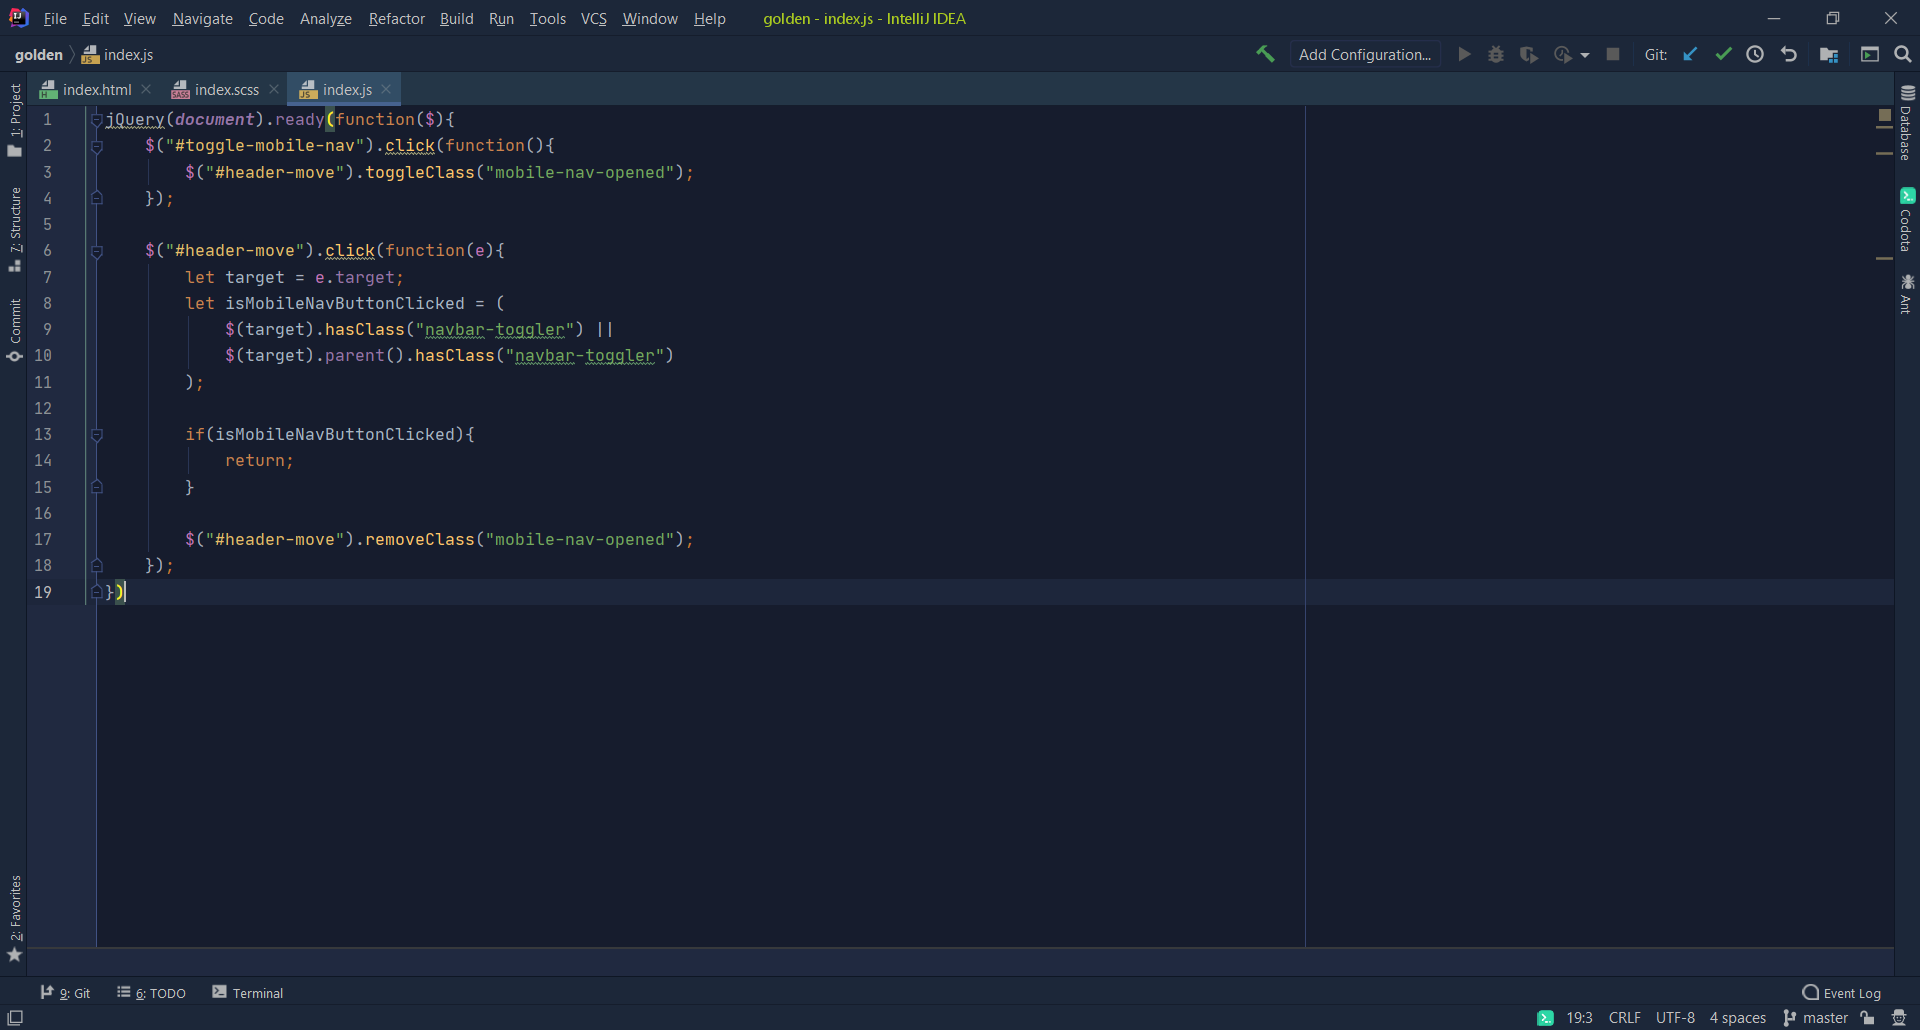 File Edit View Navigate Code Analyze Refactor Build Run Tools VCS Window Help golden - index.js - IntelliJ IDEA
golden index.js Add Configuration... Git:
index.html index.scss index.js
1 jQuery(document).ready(function($){
2 $("#toggle-mobile-nav").click(function(){
3 $("#header-move").toggleClass("mobile-nav-opened");
4 });
5
6 $("#header-move").click(function(e){
7 let target = e.target;
8 let isMobileNavButtonClicked = (
9 $(target).hasClass("navbar-toggler") ||
10 $(target).parent().hasClass("navbar-toggler")
11 );
12
13 if(isMobileNavButtonClicked){
14 return;
15 }
16
17 $("#header-move").removeClass("mobile-nav-opened");
18 });
19 })
1: Project
7: Structure
Commit
2: Favorites
Database
Codota
Ant
9: Git 6: TODO Terminal Event Log
19:3 CRLF UTF-8 4 spaces master